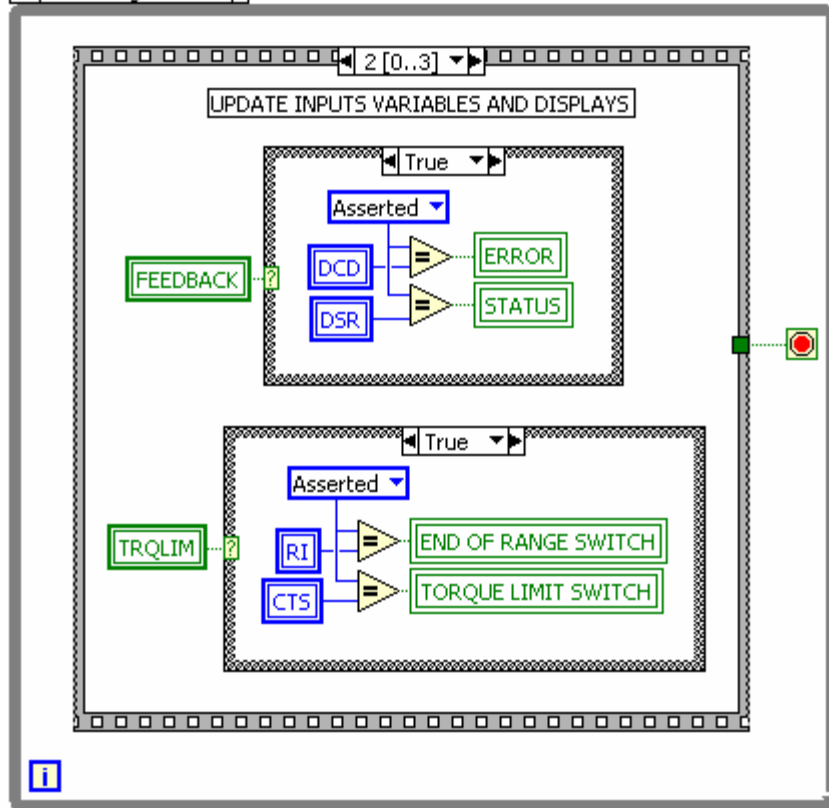 2 [0..3]
UPDATE INPUTS VARIABLES AND DISPLAYS
True
Asserted
DCD
ERROR
FEEDBACK
?
DSR
STATUS
True
Asserted
TRQLIM
?
RI
END OF RANGE SWITCH
CTS
TORQUE LIMIT SWITCH
i